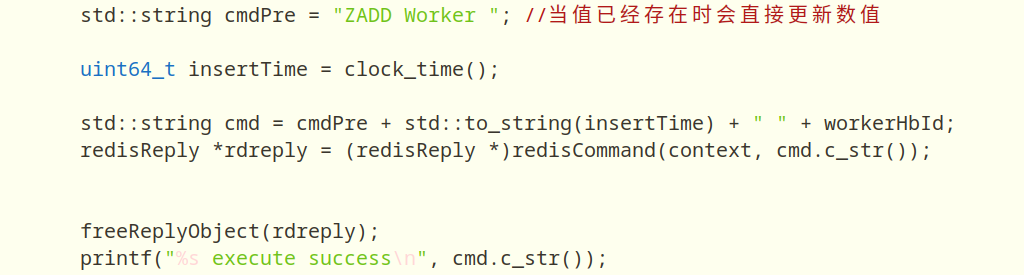 std::string cmdPre = "ZADD Worker "; //当值已经存在时会直接更新数值
uint64_t insertTime = clock_time();
std::string cmd = cmdPre + std::to_string(insertTime) + " " + workerHbId;
redisReply *rdreply = (redisReply *)redisCommand(context, cmd.c_str());
freeReplyObject(rdreply);
printf("%s execute success\n", cmd.c_str());